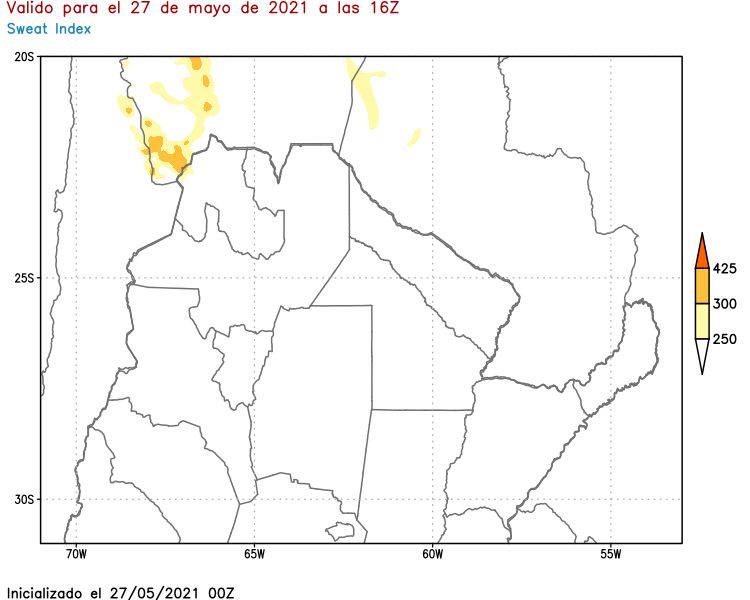 Valido para el 27 de mayo de 2021 a las 16Z
Sweat Index
20S
25S
30S
70W 65W 60W 55W
425
300
250
Inicializado el 27/05/2021 00Z